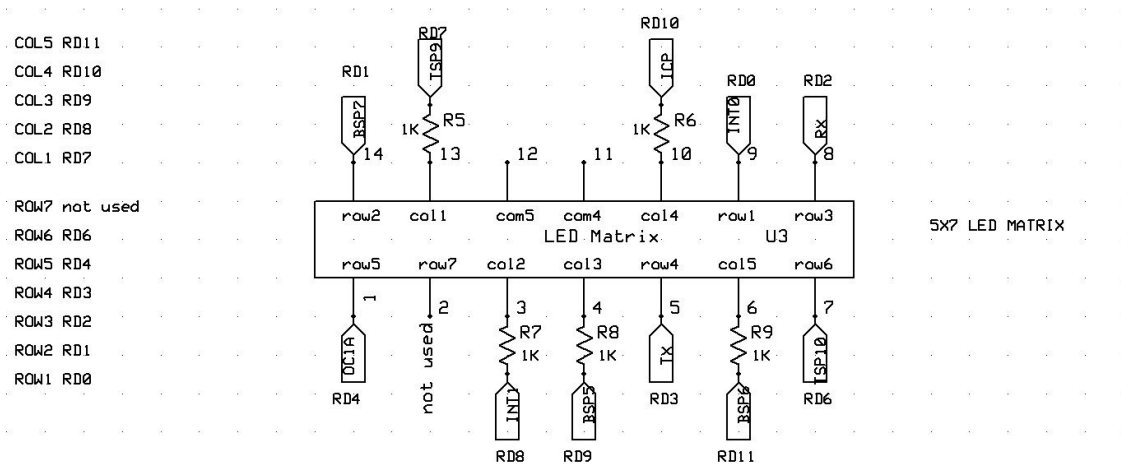 COL5 RD11
COL4 RD10
COL3 RD9
COL2 RD8
COL1 RD7
ROW7 not used
ROW6 RD6
ROW5 RD4
ROW4 RD3
ROW3 RD2
ROW2 RD1
ROW1 RD0
RD1
RD7
RD10
RD0
RD2
BSP7
TSP9
ICP
INT0
RX
1K
R5
1K
R6
14
13
12
11
10
9
8
row2
col1
com5
com4
col4
row1
row3
LED Matrix
U3
row5
row7
col2
col3
row4
col5
row6
5X7 LED MATRIX
1
2
3
4
5
6
7
R7
1K
R8
1K
R9
1K
OC1A
not used
INT1
BSP5
TX
BSP6
TSP10
RD4
RD8
RD9
RD3
RD11
RD6